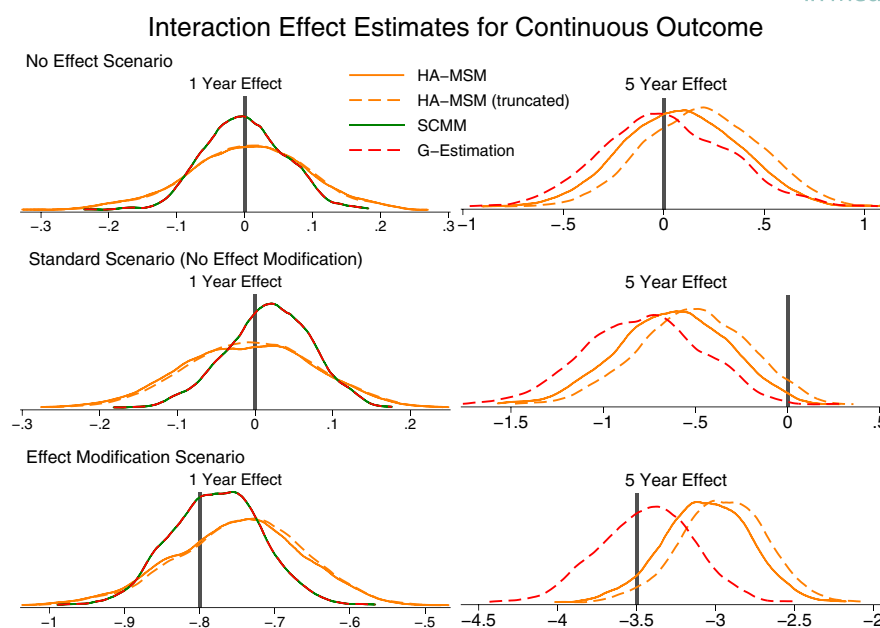 Interaction Effect Estimates for Continuous Outcome
No Effect Scenario
1 Year Effect
HA−MSM
HA−MSM (truncated)
SCMM
G−Estimation
5 Year Effect
−.3 −.2 −.1 0 .1 .2 .3
−1 −.5 0 .5 1
Standard Scenario (No Effect Modification)
1 Year Effect
5 Year Effect
−.3 −.2 −.1 0 .1 .2
−1.5 −1 −.5 0 .5
Effect Modification Scenario
1 Year Effect
5 Year Effect
−1 −.9 −.8 −.7 −.6 −.5
−4.5 −4 −3.5 −3 −2.5 −2